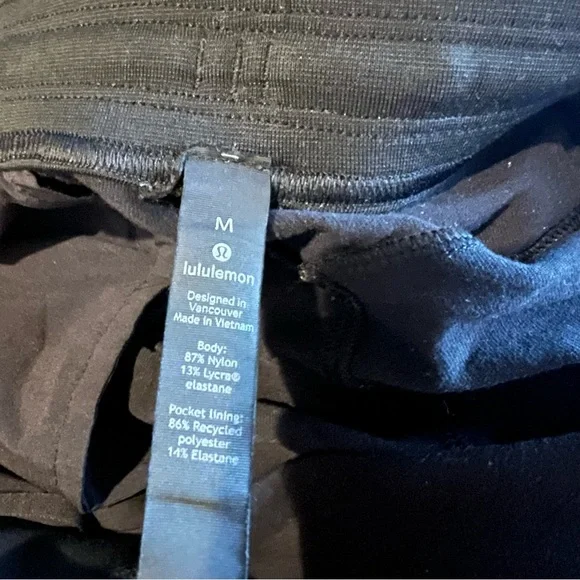 M
lululemon
Designed in
Vancouver
Made in Vietnam
Body:
87% Nylon
13% Lycra®
elastane
Pocket lining:
86% Recycled
polyester
14% Elastane